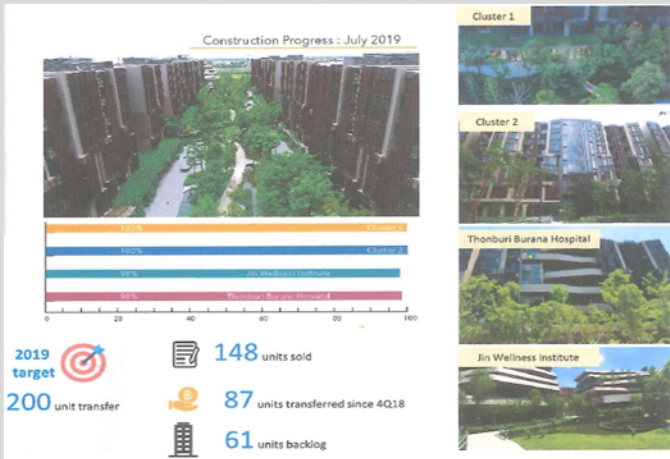 Construction Progress : July 2019
100% Cluster 1
100% Cluster 2
98% Jin Wellness Institute
98% Thonburi Burana Hospital
0 20 40 60 80 100
2019
target
200 unit transfer
148 units sold
87 units transferred since 4Q18
61 units backlog
Cluster 1
Cluster 2
Thonburi Burana Hospital
Jin Wellness Institute